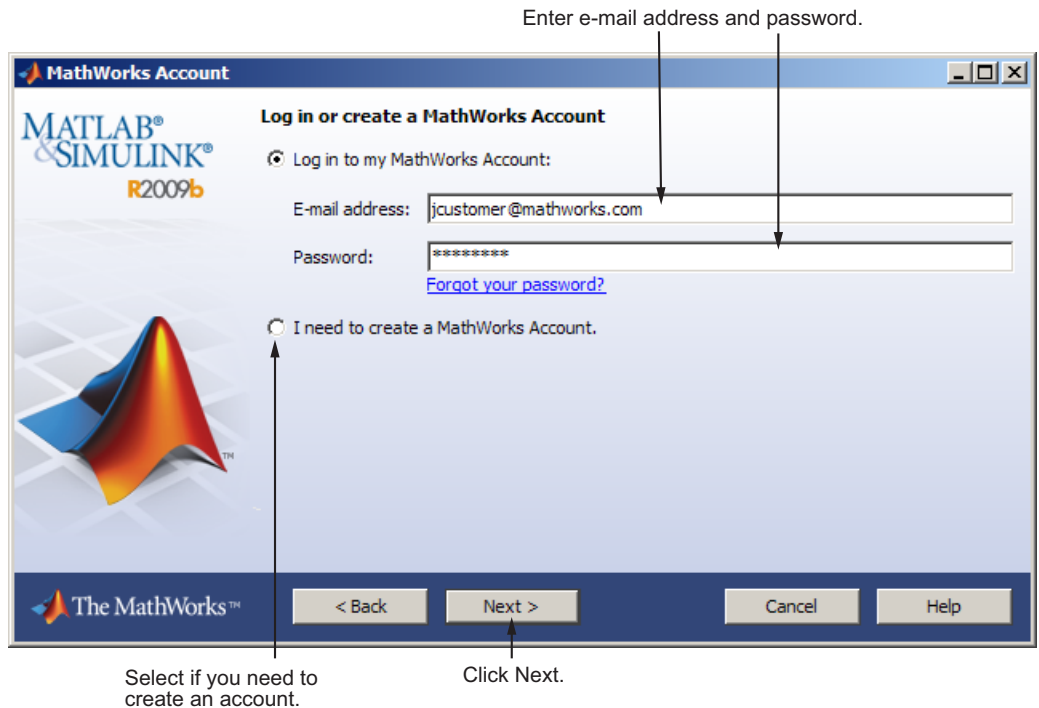 Enter e-mail address and password.
MathWorks Account
MATLAB®
&SIMULINK®
R2009b
Log in or create a MathWorks Account
Log in to my MathWorks Account:
E-mail address: jcustomer@mathworks.com
Password: ********
Forgot your password?
I need to create a MathWorks Account.
TM
The MathWorks™
< Back
Next >
Cancel
Help
Select if you need to
create an account.
Click Next.